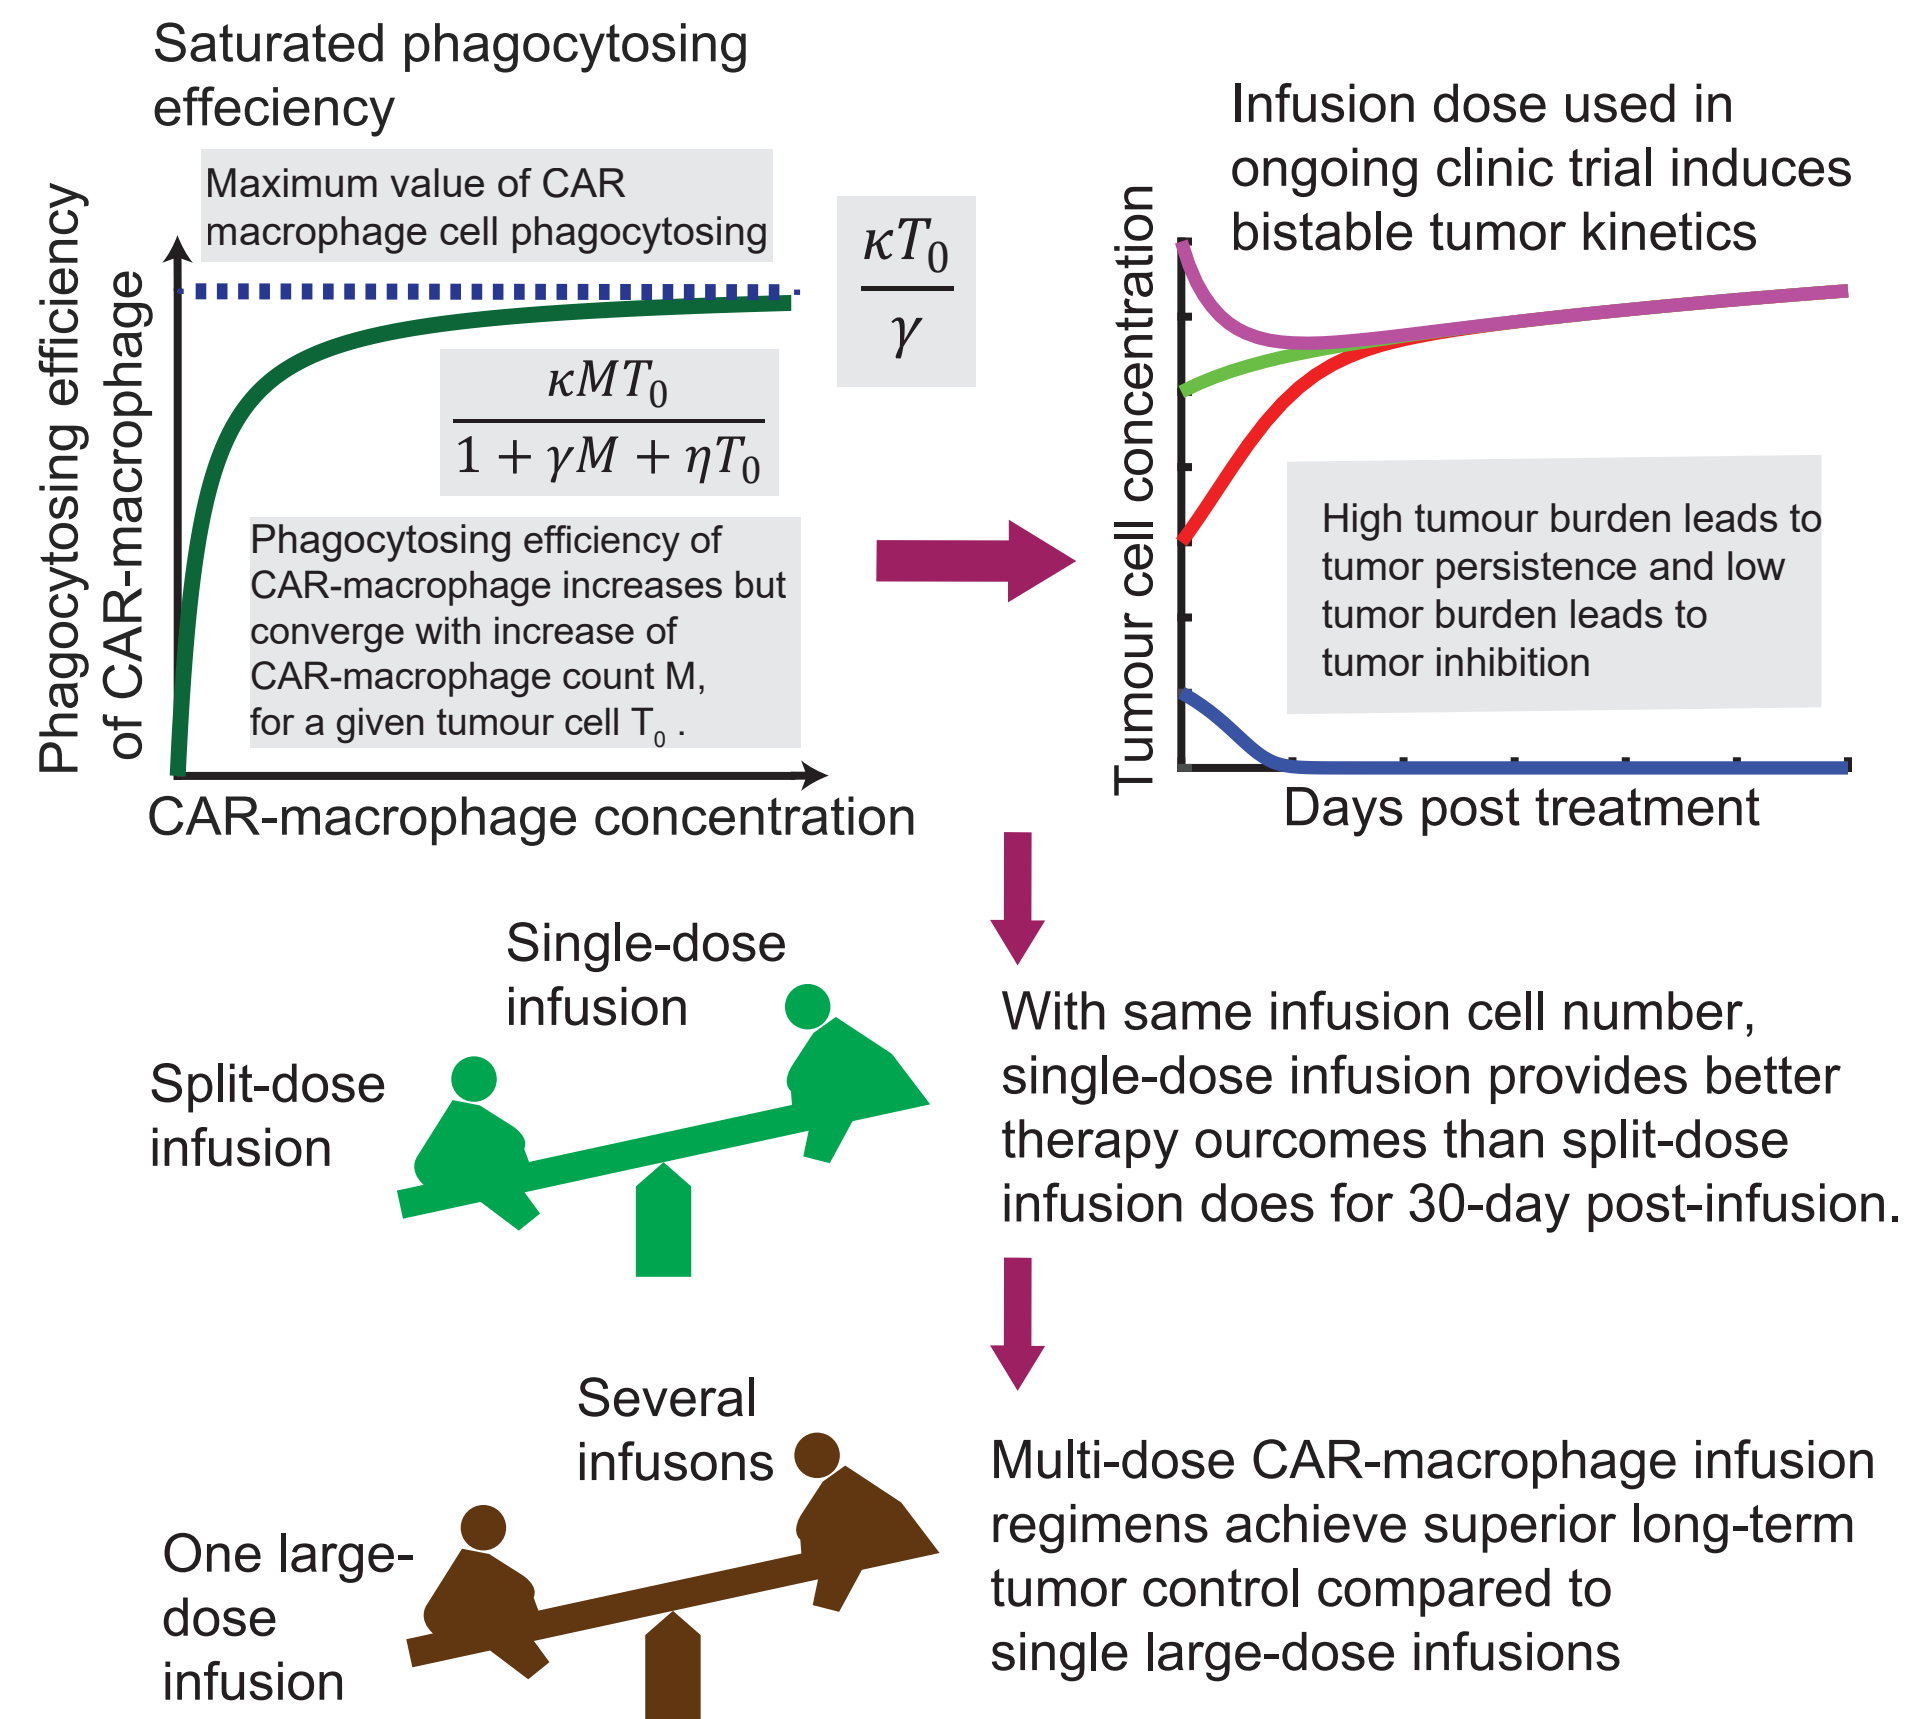 Saturated phagocytosing
effeciency
Maximum value of CAR
macrophage cell phagocytosing
κT₀
γ
κMT₀
1 + γM + ηT₀
Phagocytosing efficiency of
CAR-macrophage increases but
converge with increase of
CAR-macrophage count M,
for a given tumour cell T₀ .
Phagocytosing efficiency
of CAR-macrophage
CAR-macrophage concentration
Infusion dose used in
ongoing clinic trial induces
bistable tumor kinetics
Tumour cell concentration
High tumour burden leads to
tumor persistence and low
tumor burden leads to
tumor inhibition
Days post treatment
Single-dose
infusion
Split-dose
infusion
With same infusion cell number,
single-dose infusion provides better
therapy ourcomes than split-dose
infusion does for 30-day post-infusion.
Several
infusons
One large-
dose
infusion
Multi-dose CAR-macrophage infusion
regimens achieve superior long-term
tumor control compared to
single large-dose infusions